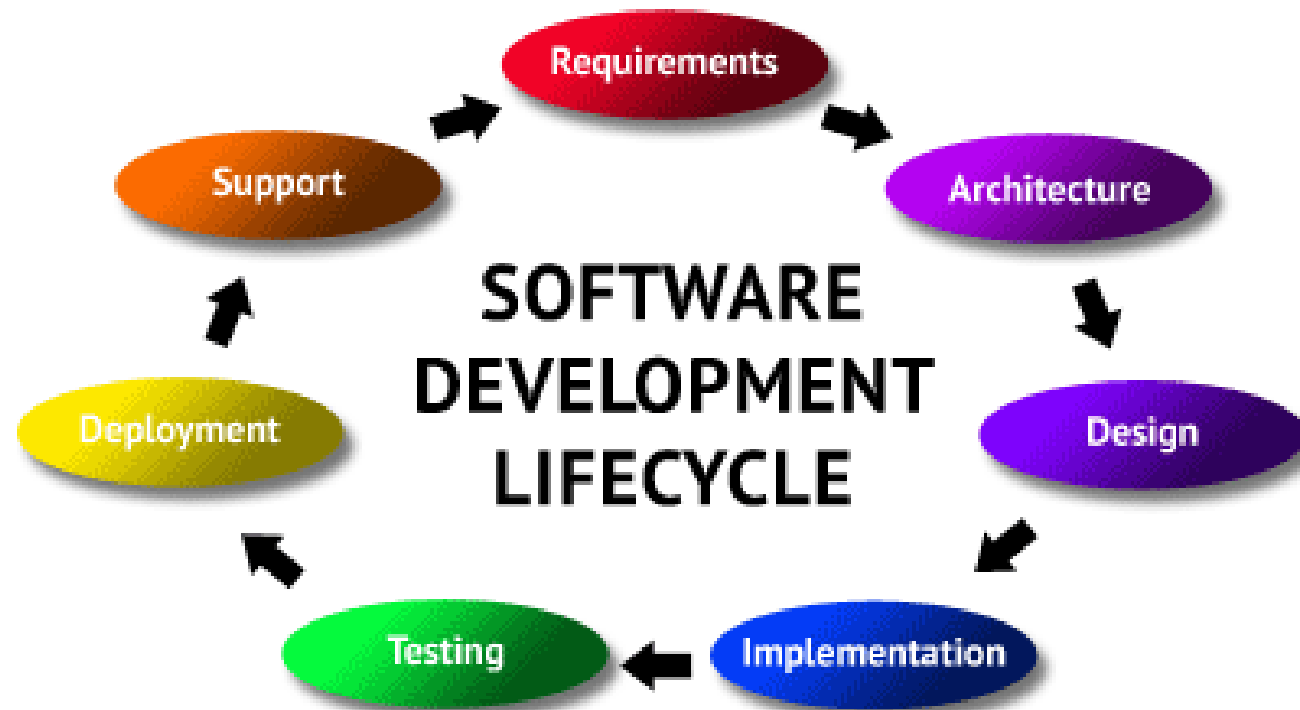 Requirements
Support
Architecture
SOFTWARE
DEVELOPMENT
LIFECYCLE
Deployment
Design
Testing
Implementation